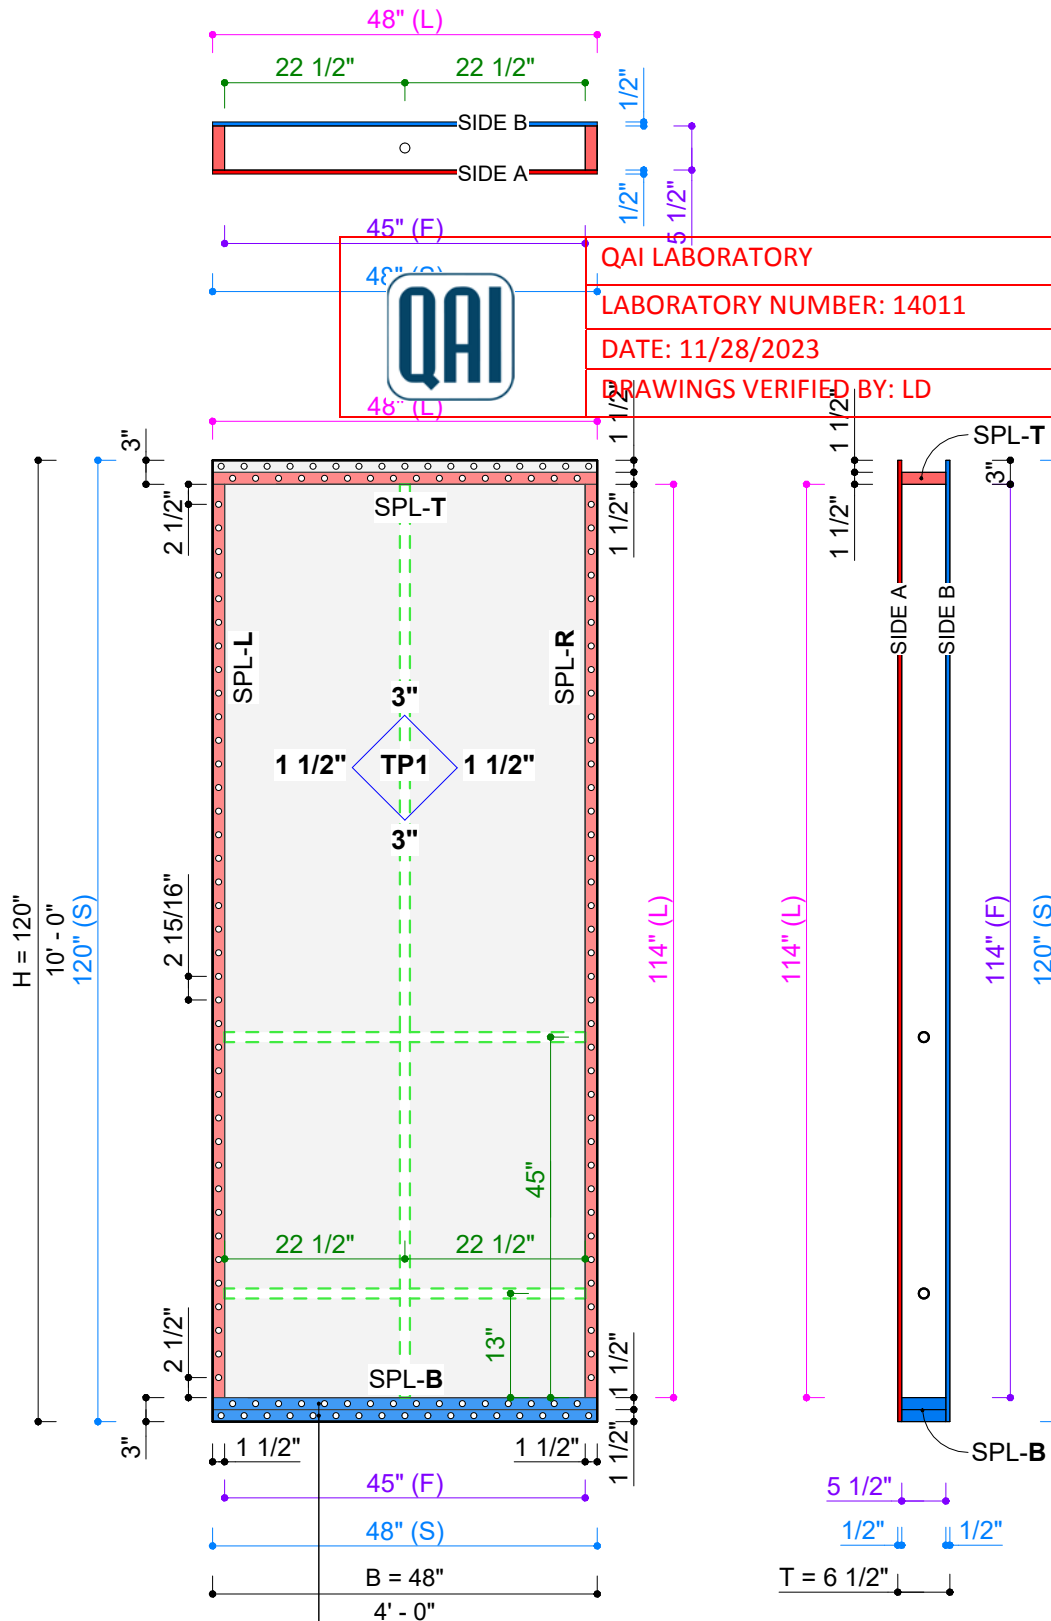 48" (L)
22 1/2" 22 1/2"
1/2"
SIDE B
SIDE A
1/2"
5 1/2"
45" (F)
48" (S)
QAI
QAI LABORATORY
LABORATORY NUMBER: 14011
DATE: 11/28/2023
DRAWINGS VERIFIED BY: LD
48" (L)
3"
1 1/2"
1 1/2"
SPL-T
3"
2 1/2"
SPL-T
1 1/2"
1 1/2"
SIDE A
SIDE B
SPL-L
SPL-R
3"
1 1/2" TP1 1 1/2"
3"
H = 120"
10' - 0"
120" (S)
2 15/16"
114" (L)
114" (L)
114" (F)
120" (S)
45"
22 1/2" 22 1/2"
13"
2 1/2"
SPL-B
1 1/2"
3"
1 1/2" 1 1/2"
1 1/2"
SPL-B
45" (F)
5 1/2"
48" (S)
1/2" 1/2"
B = 48"
4' - 0"
T = 6 1/2"